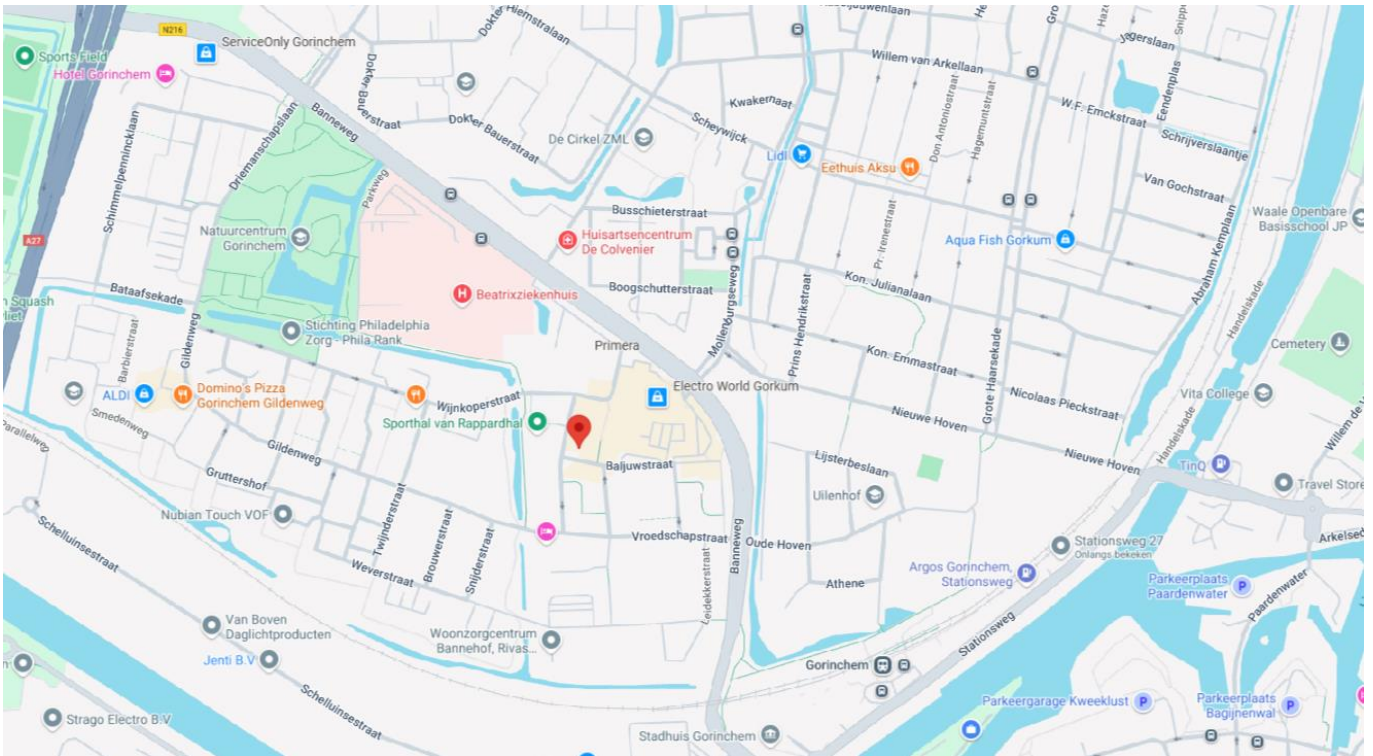 N216
ServiceOnly Gorinchem
Sports Field
Hotel Gorinchem
Dokter
Hiemstralaan
Dokter-
Bauerstraat
Banneweg
Driemanschapslaan
Schimmelpennincklaan
Parkweg
Natuurcentrum
Gorinchem
Dokter Bauerstraat
De Cirkel ZML
Kwakernaat
Scheywijck
Lidl
Willem van Arkellaan
Eethuis Aksu
Don Antoniostraat
Hagemuntstraat
Jagerslaan
Eendenplas
W.F. Emckstraat
Schrijverslaantje
Van Gochstraat
Waale Openbare
Basisschool JP
A27
Huisartsencentrum
De Colvenier
Busschieterstraat
Boogschutterstraat
Mollenburgseweg
Prins Hendrikstraat
Pr. Irenestraat
Aqua Fish Gorkum
Kon. Julianalaan
Abraham Kemplaan
Handelskade
Beatrixziekenhuis
Bataafsekade
Stichting Philadelphia
Zorg - Phila Rank
Squash
vliet
Barbierstraat
Gildenweg
Primera
Kon. Emmastraat
Grote Haarsekade
Nicolaas Pieckstraat
Cemetery
Vita College
ALDI
Domino's Pizza
Gorinchem Gildenweg
Wijnkoperstraat
Electro World Gorkum
Sporthal van Rappardhal
Nieuwe Hoven
Nieuwe Hoven
Handelskade
Smedenweg
Parallelweg
Gildenweg
Gruttershof
Baljuwstraat
Lijsterbeslaan
Uilenhof
TinQ
Travel Store
Nubian Touch VOF
Twijnderstraat
Brouwerstraat
Snijderstraat
Weverstraat
Vroedschapstraat
Leidekkerstraat
Banneweg
Oude Hoven
Athene
Stationsweg 27
Onlangs bekeken
Argos Gorinchem,
Stationsweg
Parkeerplaats
Paardenwater
Paardenwater
Schelluinsestraat
Van Boven
Daglichtproducten
Jenti B.V
Woonzorgcentrum
Bannehof, Rivas...
Gorinchem
Stationsweg
Schelluinsestraat
Strago Electro B.V
Stadhuis Gorinchem
Parkeergarage Kweeklust
Parkeerplaats
Bagijnenwal